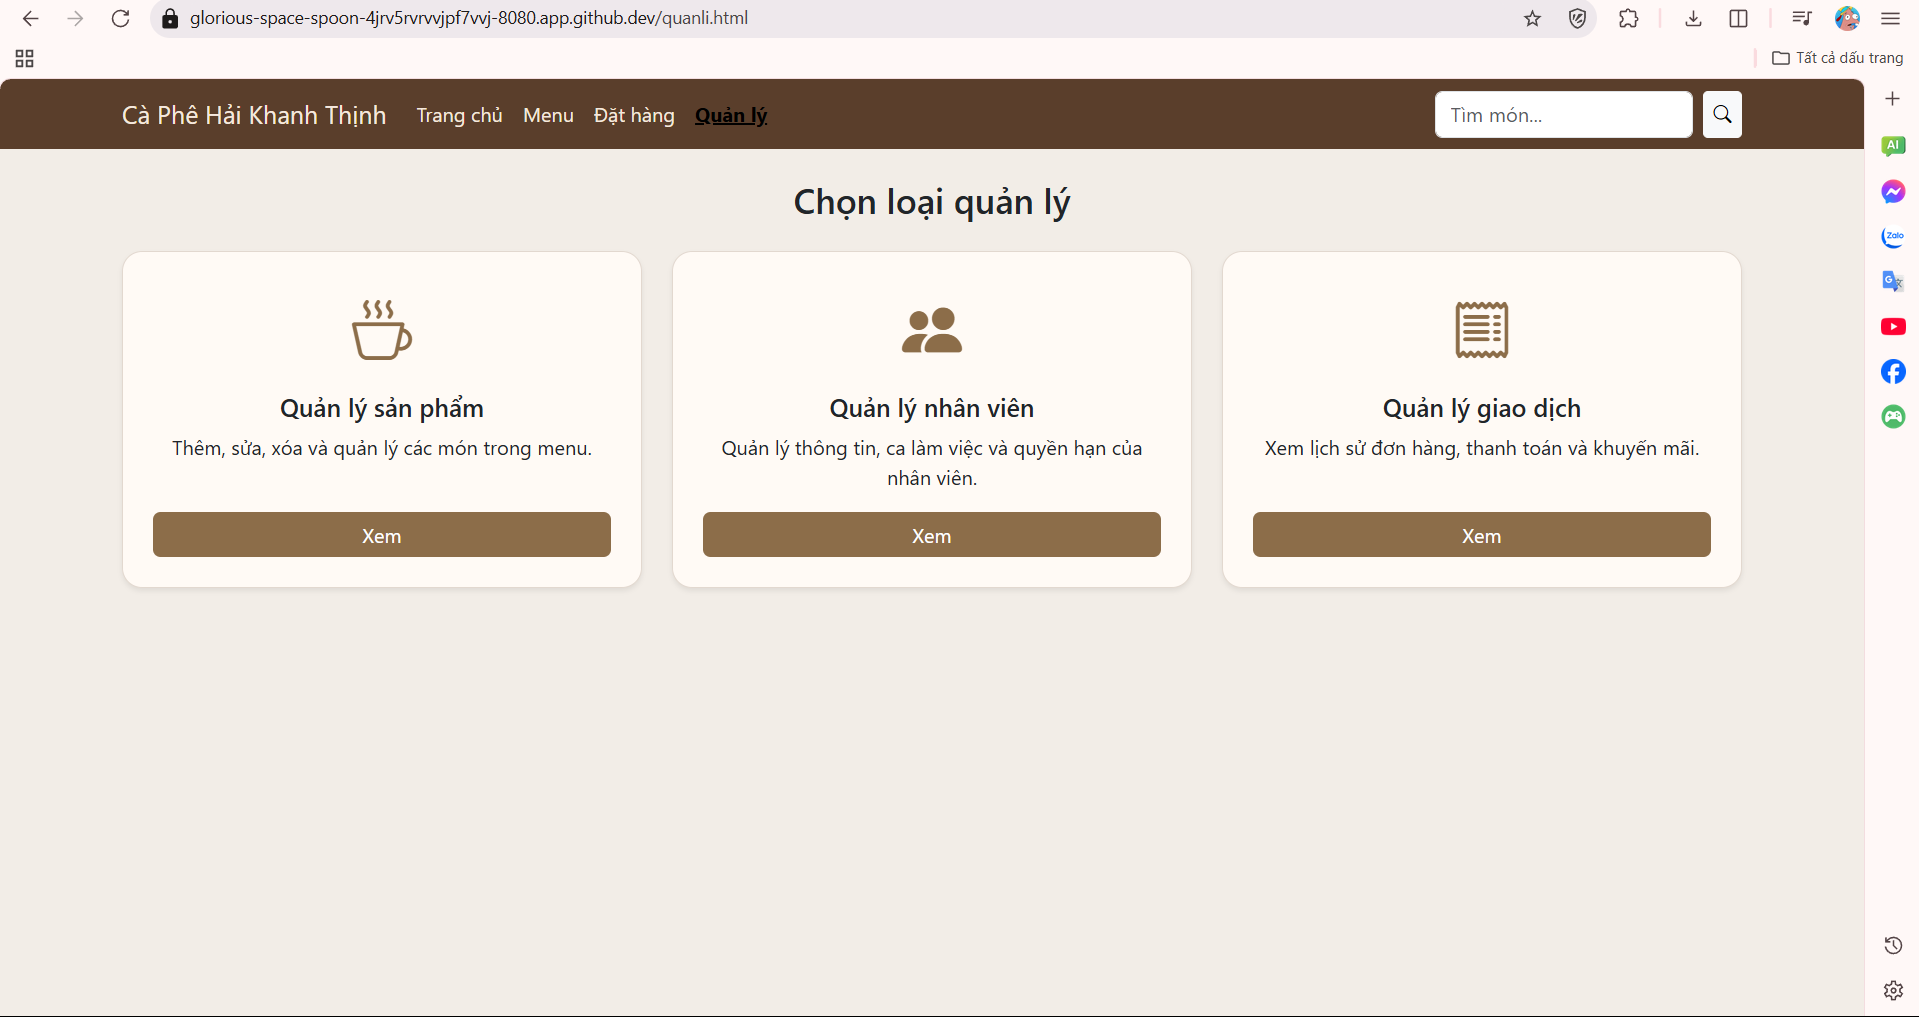 glorious-space-spoon-4jrv5rvrvvjpf7vvj-8080.app.github.dev/quanli.html
Tất cả dấu trang
Cà Phê Hải Khanh Thịnh Trang chủ Menu Đặt hàng Quản lý Tìm món...
AI
Zalo
Chọn loại quản lý
Quản lý sản phẩm
Thêm, sửa, xóa và quản lý các món trong menu.
Xem
Quản lý nhân viên
Quản lý thông tin, ca làm việc và quyền hạn của
nhân viên.
Xem
Quản lý giao dịch
Xem lịch sử đơn hàng, thanh toán và khuyến mãi.
Xem